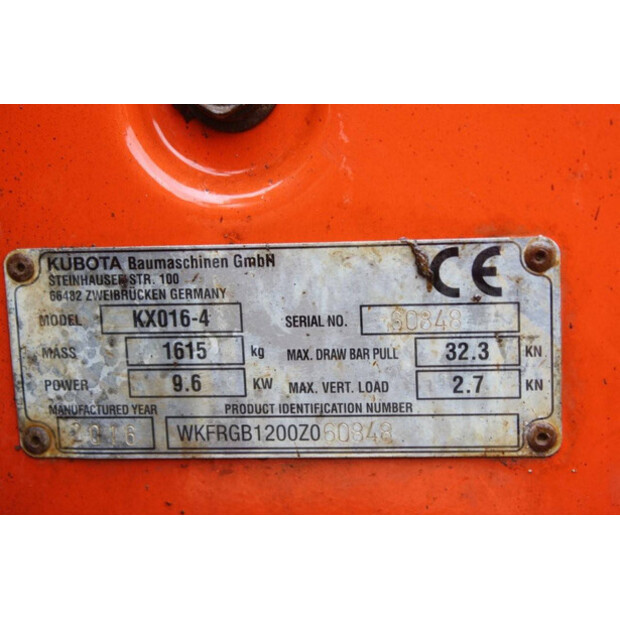 KUBOTA Baumaschinen GmbH
STEINHAUSER STR. 100
66482 ZWEIBRÜCKEN GERMANY
CE
MODEL KX016-4 SERIAL NO. 60848
MASS 1615 kg MAX. DRAW BAR PULL 32.3 KN
POWER 9.6 KW MAX. VERT. LOAD 2.7 KN
MANUFACTURED YEAR PRODUCT IDENTIFICATION NUMBER
2016 WKFRGB1200Z060848